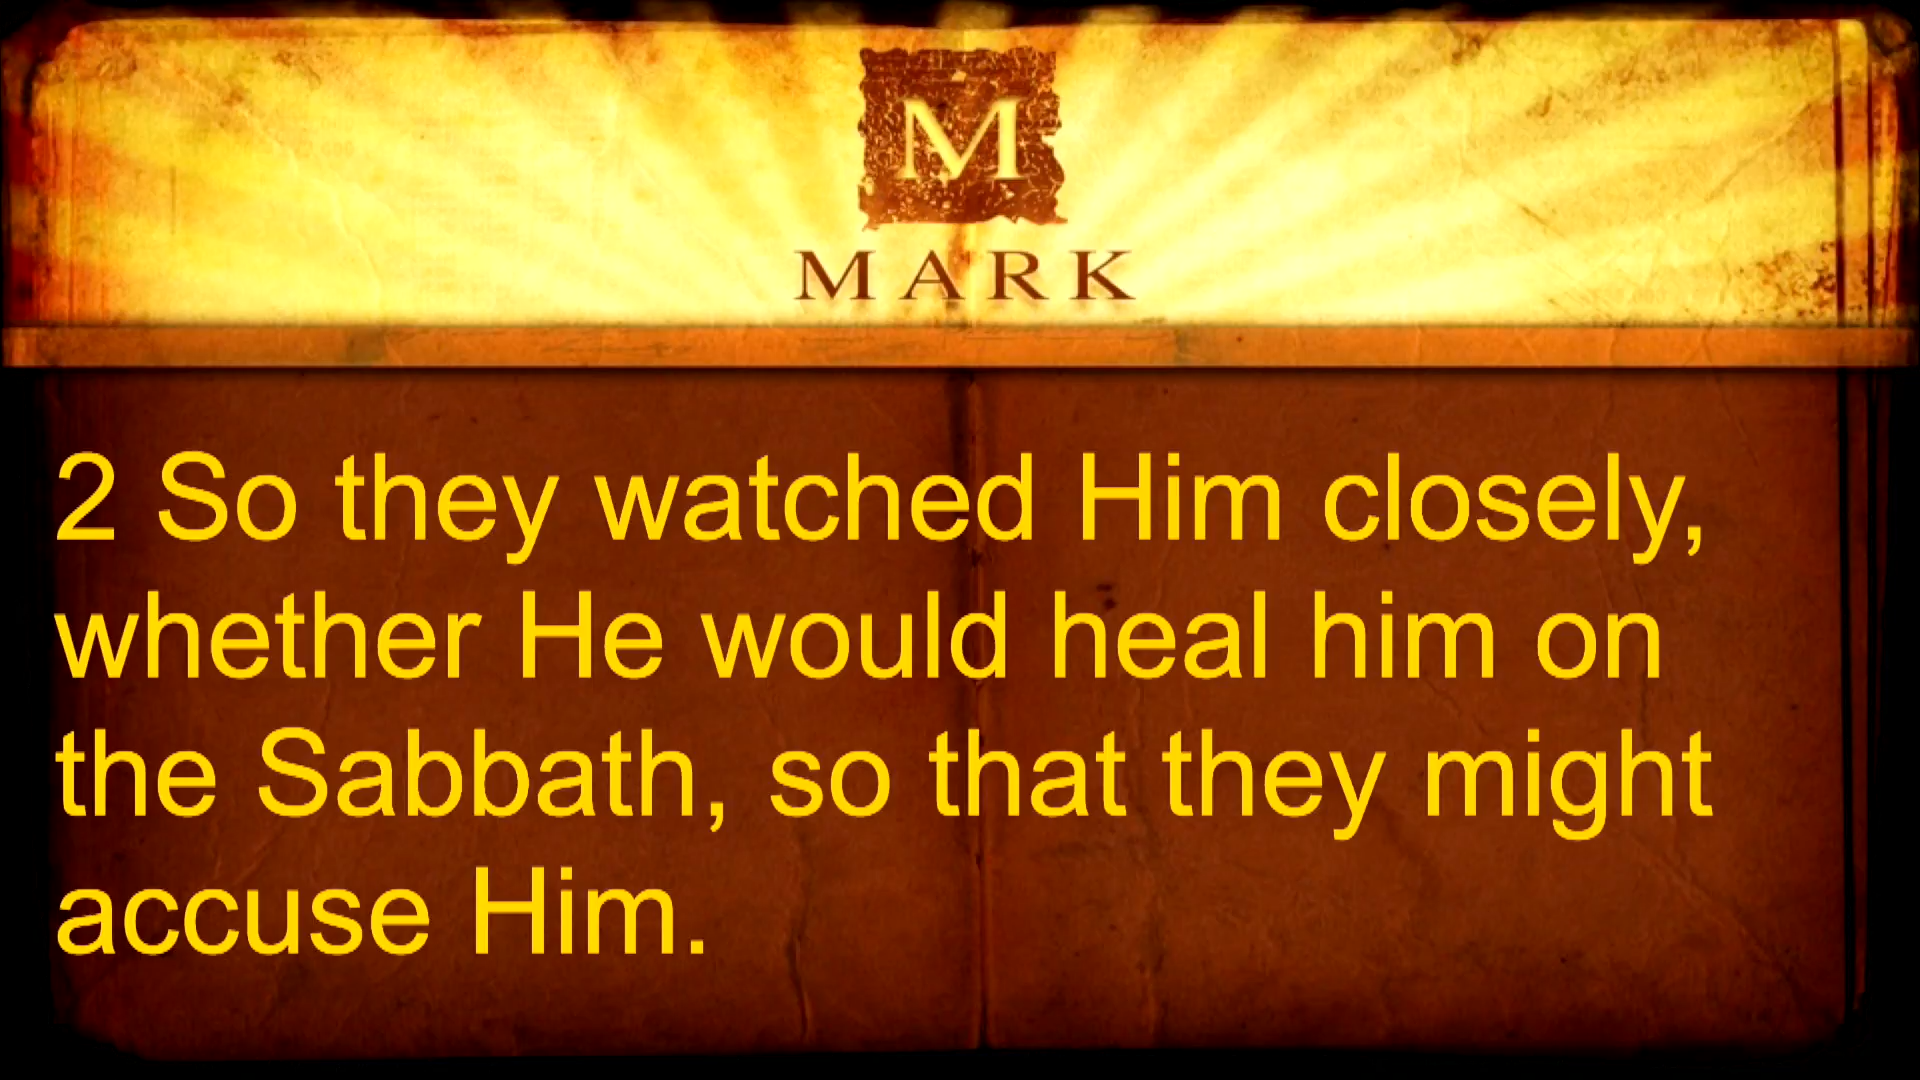 M
MARK
2 So they watched Him closely,
whether He would heal him on
the Sabbath, so that they might
accuse Him.